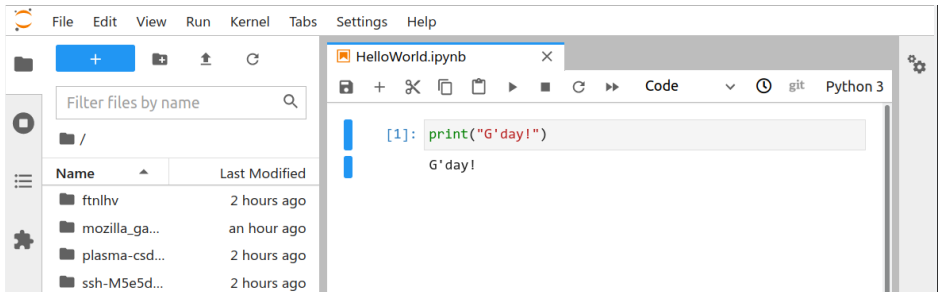 File Edit View Run Kernel Tabs Settings Help
+
Filter files by name
/
Name Last Modified
ftnlhv 2 hours ago
mozilla_ga... an hour ago
plasma-csd... 2 hours ago
ssh-M5e5d... 2 hours ago
HelloWorld.ipynb
Code git Python 3
[1]: print("G'day!")
G'day!